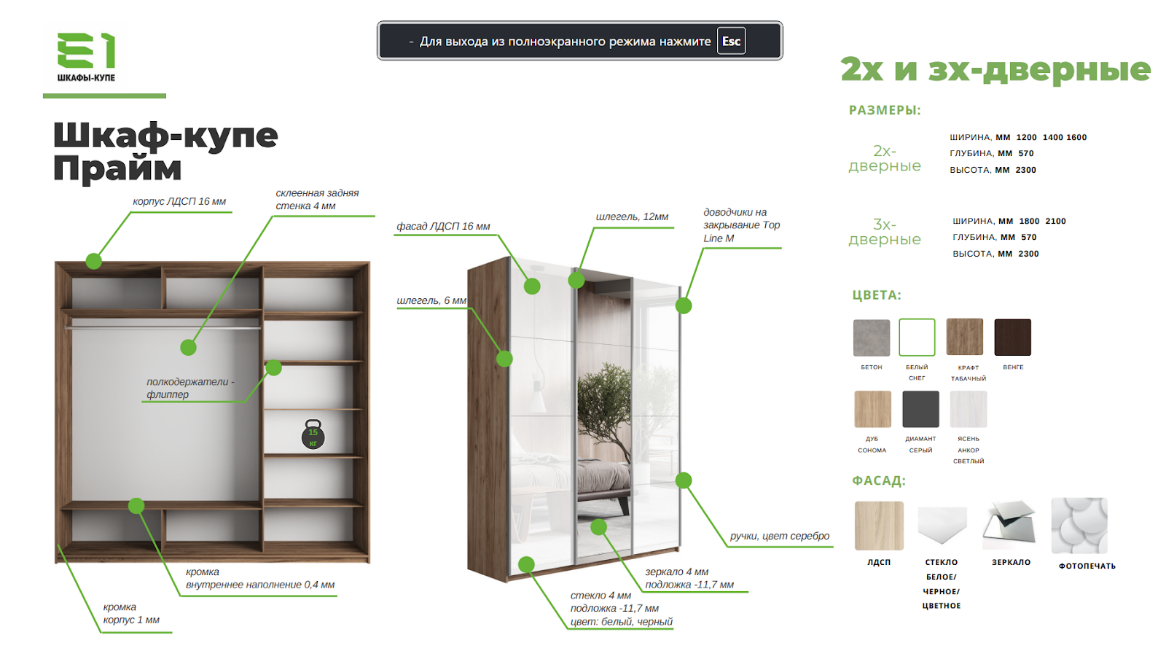 E1
ШКАФЫ-КУПЕ
- Для выхода из полноэкранного режима нажмите Esc
2х и 3х-дверные
Шкаф-купе
Прайм
корпус ЛДСП 16 мм
склеенная задняя
стенка 4 мм
полкодержатели -
флиппер
15
кг
кромка
внутреннее наполнение 0,4 мм
кромка
корпус 1 мм
фасад ЛДСП 16 мм
шлегель, 12мм
доводчики на
закрывание Top
Line M
шлегель, 6 мм
ручки, цвет серебро
зеркало 4 мм
подложка -11,7 мм
стекло 4 мм
подложка -11,7 мм
цвет: белый, черный
РАЗМЕРЫ:
2х-
дверные
ШИРИНА, ММ 1200 1400 1600
ГЛУБИНА, ММ 570
ВЫСОТА, ММ 2300
3х-
дверные
ШИРИНА, ММ 1800 2100
ГЛУБИНА, ММ 570
ВЫСОТА, ММ 2300
ЦВЕТА:
БЕТОН
БЕЛЫЙ
СНЕГ
КРАФТ
ТАБАЧНЫЙ
ВЕНГЕ
ДУБ
СОНОМА
ДИАМАНТ
СЕРЫЙ
ЯСЕНЬ
АНКОР
СВЕТЛЫЙ
ФАСАД:
ЛДСП
СТЕКЛО
БЕЛОЕ/
ЧЕРНОЕ/
ЦВЕТНОЕ
ЗЕРКАЛО
ФОТОПЕЧАТЬ